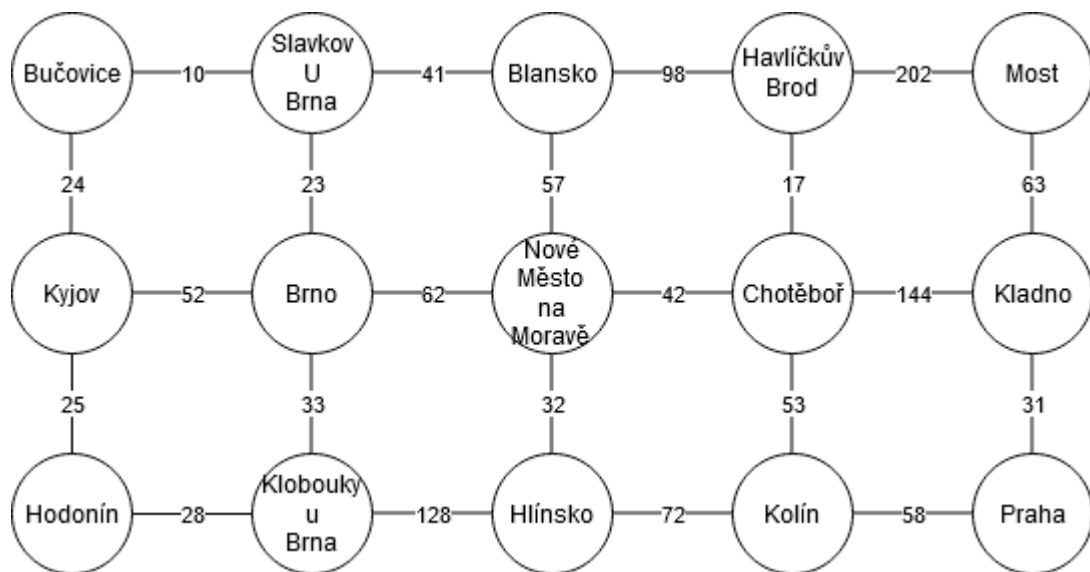 Bučovice
10
Slavkov
U
Brna
41
Blansko
98
Havlíčkův
Brod
202
Most
24
23
57
17
63
Kyjov
52
Brno
62
Nové
Město
na
Moravě
42
Chotěboř
144
Kladno
25
33
32
53
31
Hodonín
28
Klobouky
u
Brna
128
Hlínsko
72
Kolín
58
Praha